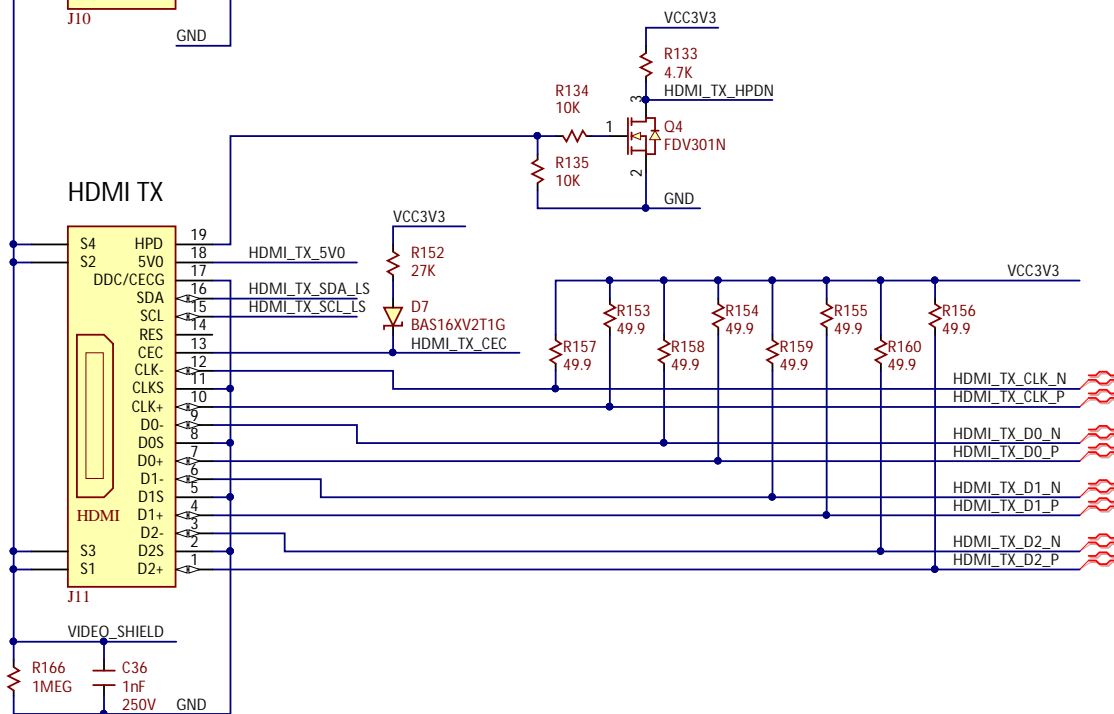 J10
GND
VCC3V3
R133
4.7K
HDMI_TX_HPDN
3
R134
10K
1
Q4
FDV301N
R135
10K
2
GND
HDMI TX
VCC3V3
R152
27K
D7
BAS16XV2T1G
HDMI_TX_CEC
S4 HPD 19
S2 5V0 18 HDMI_TX_5V0
DDC/CECG 17
SDA 16 HDMI_TX_SDA_LS
SCL 15 HDMI_TX_SCL_LS
RES 14
CEC 13
CLK- 12
CLKS 11
CLK+ 10
D0- 9
D0S 8
D0+ 7
D1- 6
D1S 5
HDMI D1+ 4
D2- 3
S3 D2S 2
S1 D2+ 1
J11
VCC3V3
R153
49.9
R154
49.9
R155
49.9
R156
49.9
R157
49.9
R158
49.9
R159
49.9
R160
49.9
HDMI_TX_CLK_N
HDMI_TX_CLK_P
HDMI_TX_D0_N
HDMI_TX_D0_P
HDMI_TX_D1_N
HDMI_TX_D1_P
HDMI_TX_D2_N
HDMI_TX_D2_P
VIDEO_SHIELD
R166
1MEG
C36
1nF
250V
GND